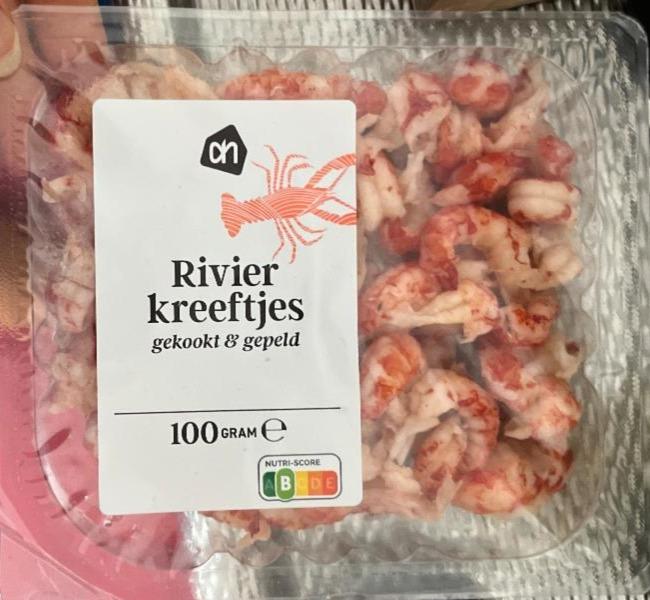 ah
Rivier
kreeftjes
gekookt & gepeld
100 GRAM ℮
NUTRI-SCORE
A B C D E